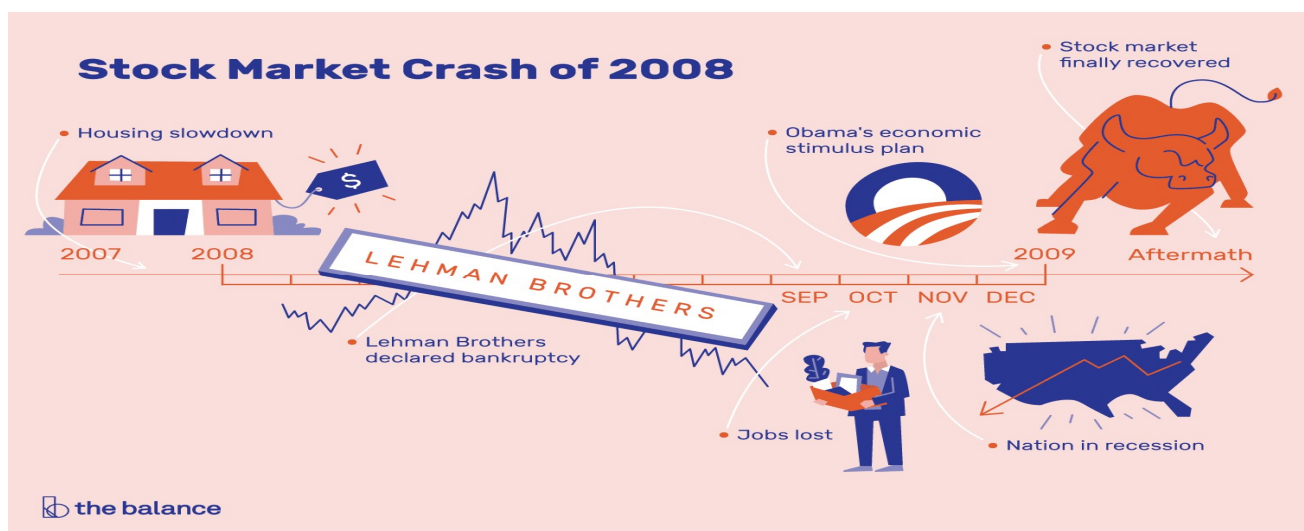 Stock Market Crash of 2008
Housing slowdown
$
2007
2008
LEHMAN BROTHERS
Lehman Brothers
declared bankruptcy
Obama's economic
stimulus plan
Stock market
finally recovered
2009
Aftermath
SEP
OCT
NOV
DEC
Jobs lost
Nation in recession
the balance